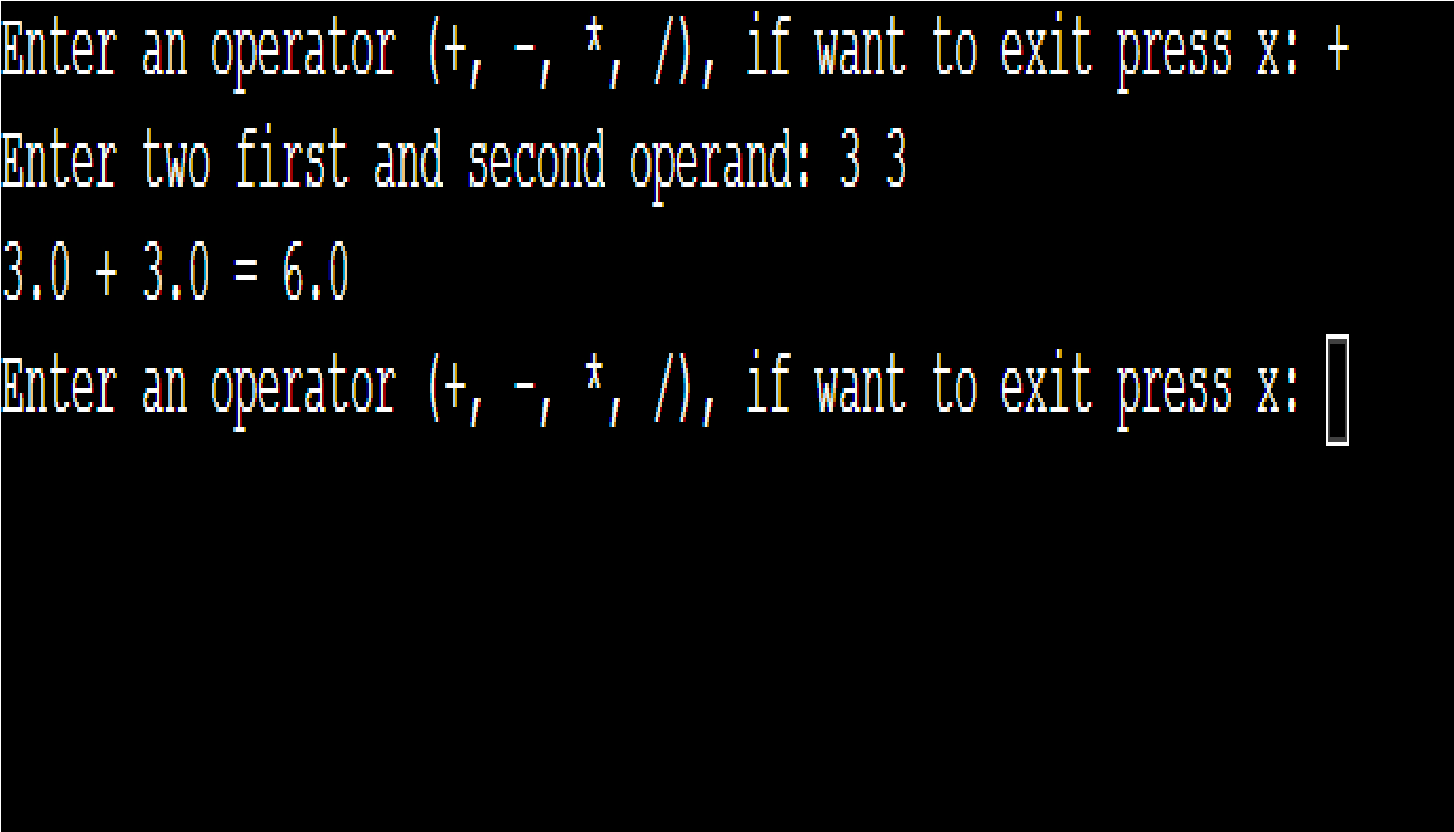 Enter an operator (+, -, *, /), if want to exit press x: +
Enter two first and second operand: 3 3
3.0 + 3.0 = 6.0
Enter an operator (+, -, *, /), if want to exit press x: